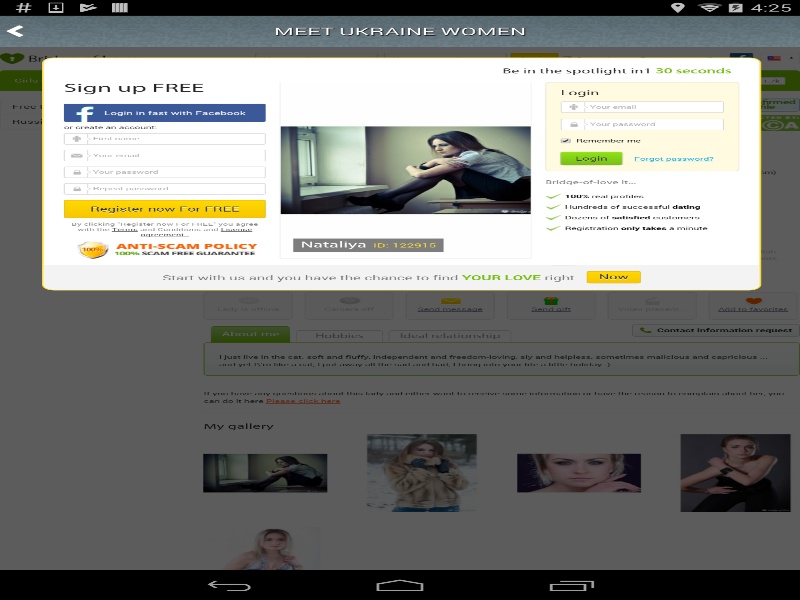 4:25
MEET UKRAINE WOMEN
Be in the spotlight in1 30 seconds
Sign up FREE
Login in fast with Facebook
or create an account:
First name
Your email
Your password
Repeat password
Register now For FREE
By clicking "Register now For FREE" you agree
with the Terms and Conditions and License
agreement
100%
ANTI-SCAM POLICY
100% SCAM FREE GUARANTEE
Nataliya ID: 122915
Login
Your email
Your password
Remember me
Login Forgot password?
Bridge-of-love it...
100% real profiles
Hundreds of successful dating
Dozens of satisfied customers
Registration only takes a minute
Start with us and you have the chance to find YOUR LOVE right Now
Send message
Send gift
Add to favorites
About me Hobbies Ideal relationship
Contact information request
I just live in the cat. soft and fluffy, independent and freedom-loving, sly and helpless, sometimes malicious and capricious ...
If you have any questions about this lady and either want to receive some information or have the reason to complain about her, you
can do it here Please click here
My gallery